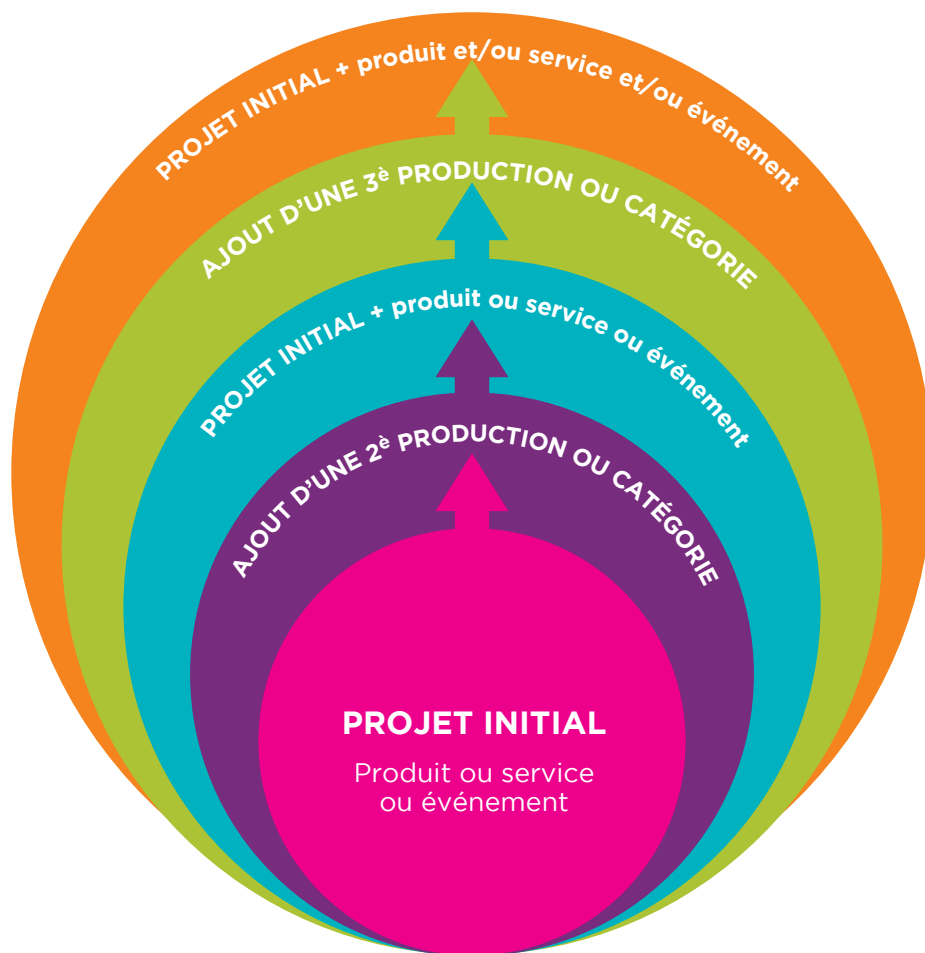 PROJET INITIAL + produit et/ou service et/ou événement
AJOUT D’UNE 3è PRODUCTION OU CATÉGORIE
PROJET INITIAL + produit ou service ou événement
AJOUT D’UNE 2è PRODUCTION OU CATÉGORIE
PROJET INITIAL
Produit ou service
ou événement